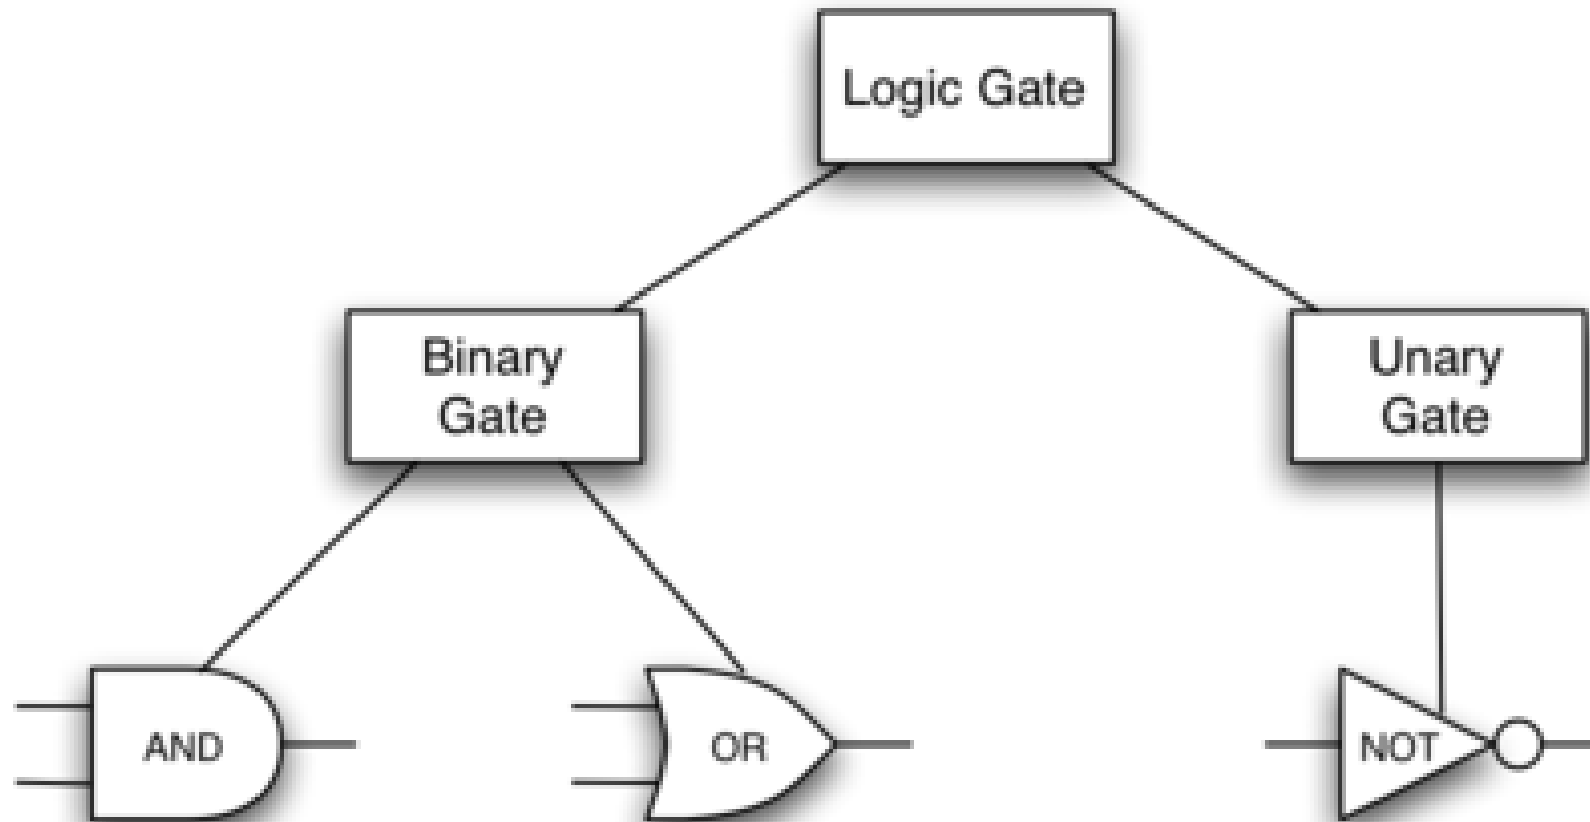 Logic Gate
Binary
Gate
Unary
Gate
AND
OR
NOT